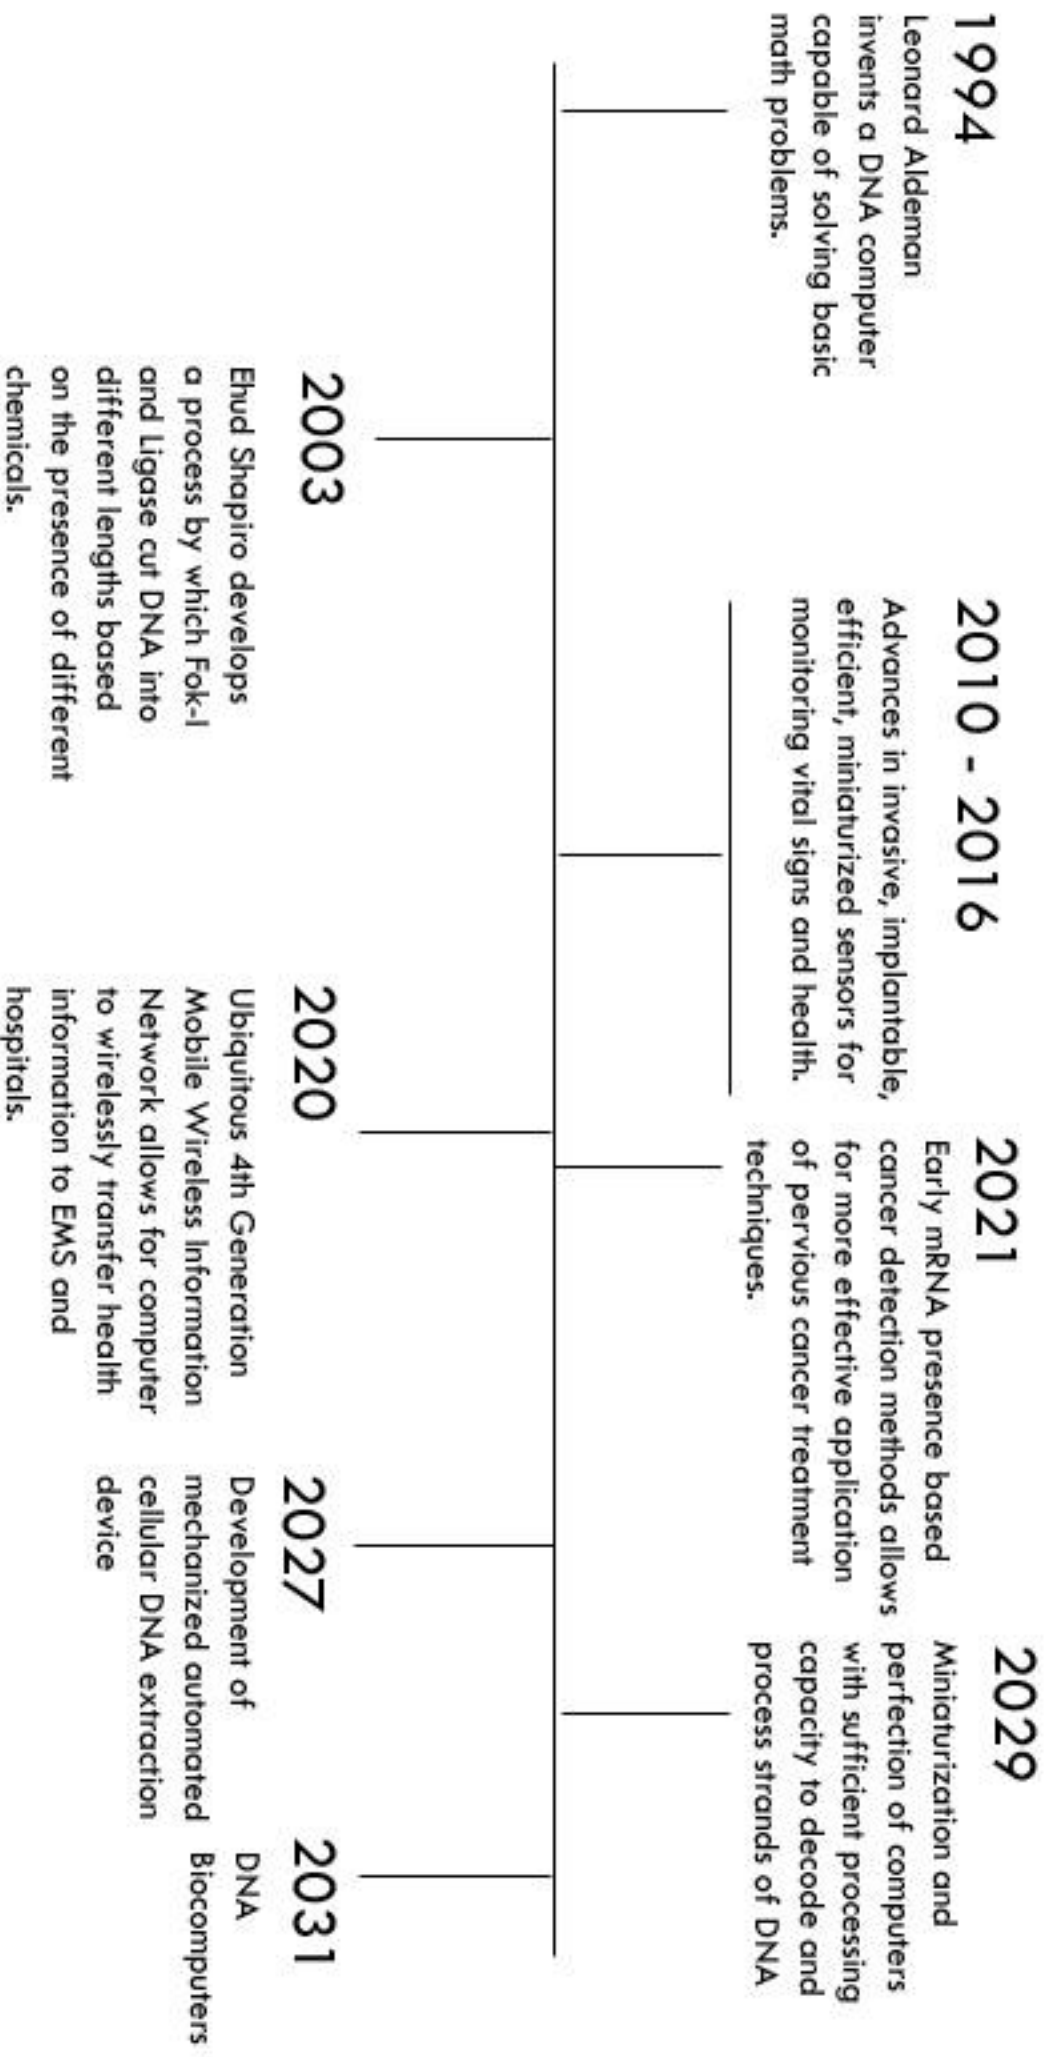 1994
Leonard Aldeman
invents a DNA computer
capable of solving basic
math problems.
2003
Ehud Shapiro develops
a process by which Fok-I
and Ligase cut DNA into
different lengths based
on the presence of different
chemicals.
2010 - 2016
Advances in invasive, implantable,
efficient, miniaturized sensors for
monitoring vital signs and health.
2020
Ubiquitous 4th Generation
Mobile Wireless Information
Network allows for computer
to wirelessly transfer health
information to EMS and
hospitals.
2021
Early mRNA presence based
cancer detection methods allows
for more effective application
of pervious cancer treatment
techniques.
2027
Development of
mechanized automated
cellular DNA extraction
device
2029
Miniaturization and
perfection of computers
with sufficient processing
capacity to decode and
process strands of DNA
2031
DNA
Biocomputers